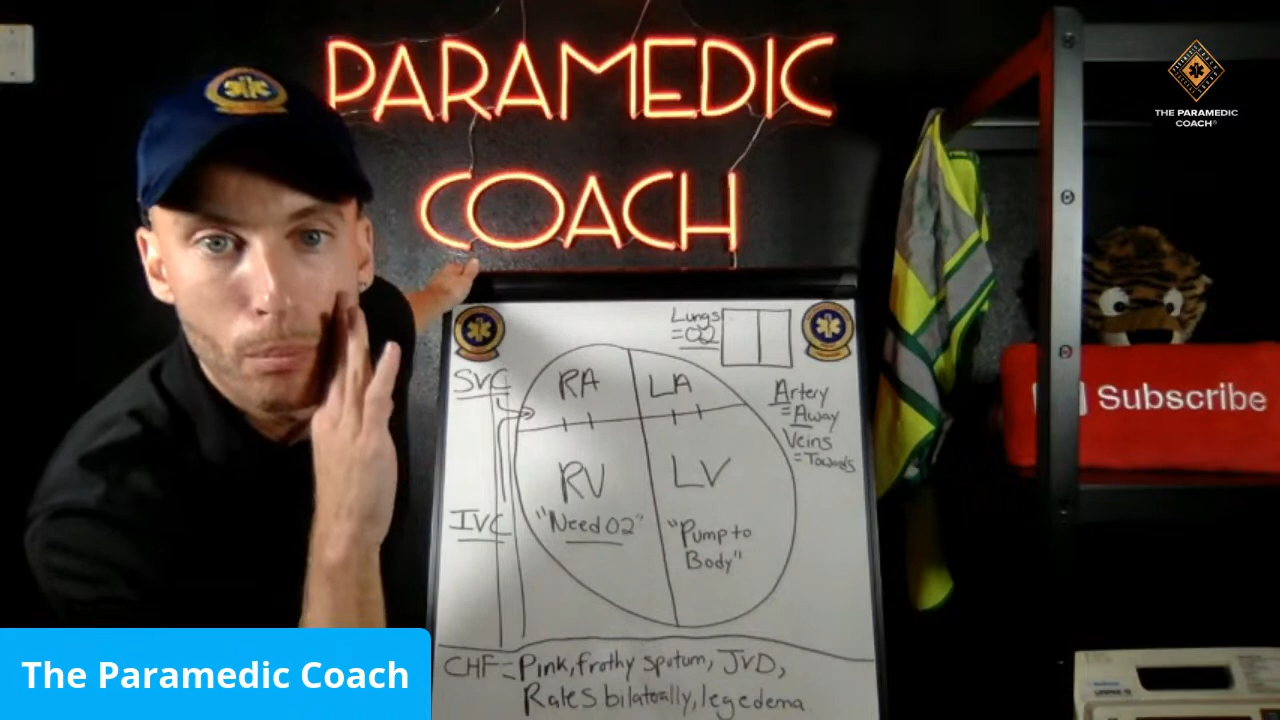 PARAMEDIC
COACH
THE PARAMEDIC
COACH®
Subscribe
Lungs
=O2
SVC
RA
LA
Artery
=Away
Veins
=Towards
RV
LV
IVC
"Need O2"
"Pump to
Body"
CHF=Pink, frothy sputum, JVD,
Rales bilaterally, leg edema
The Paramedic Coach